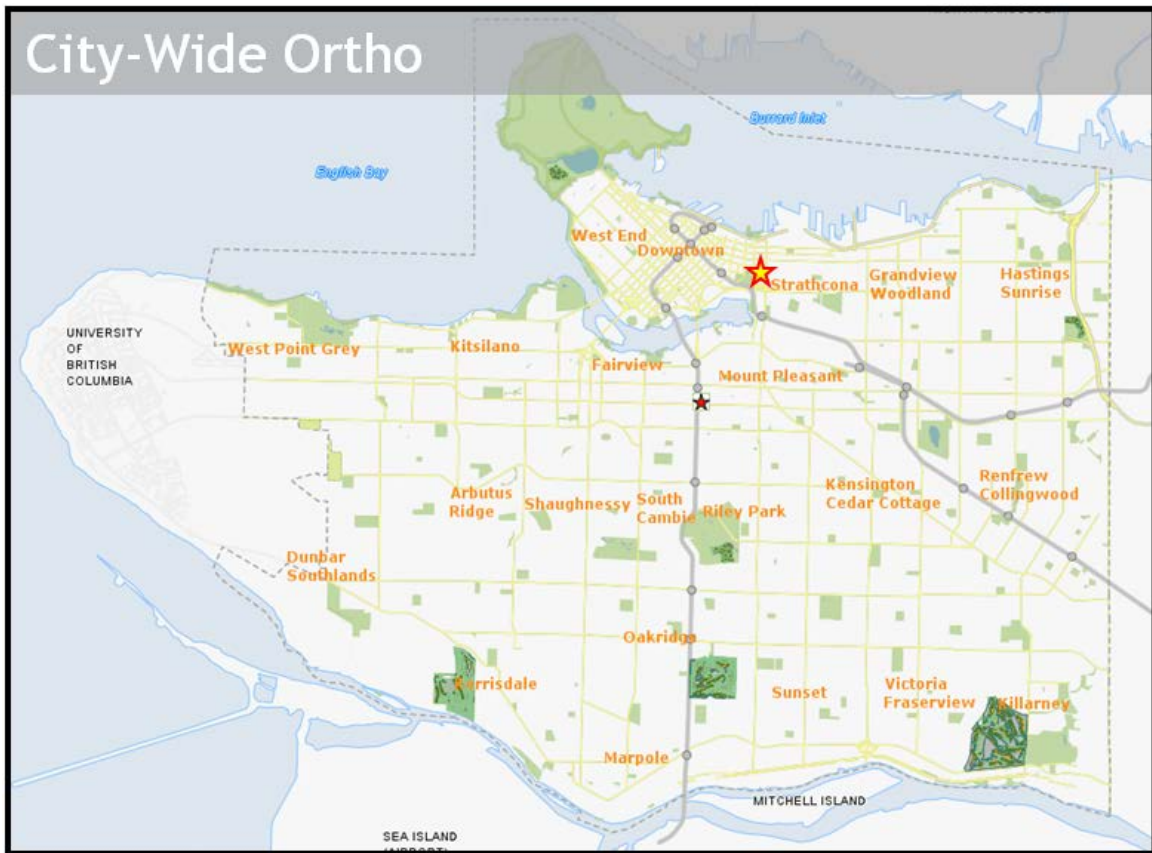 City-Wide Ortho
Burrard Inlet
English Bay
West End
Downtown
Strathcona
Grandview
Woodland
Hastings
Sunrise
UNIVERSITY
OF
BRITISH
COLUMBIA
West Point Grey
Kitsilano
Fairview
Mount Pleasant
Arbutus
Ridge
Shaughnessy
South
Cambie
Riley Park
Kensington
Cedar Cottage
Renfrew
Collingwood
Dunbar
Southlands
Oakridge
Kerrisdale
Sunset
Victoria
Fraserview
Killarney
Marpole
MITCHELL ISLAND
SEA ISLAND
(AIRPORT)